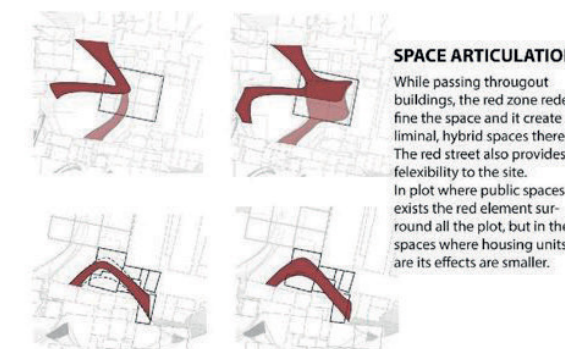 SPACE ARTICULATIO
While passing througout
buildings, the red zone rede
fine the space and it create
liminal, hybrid spaces there
The red street also provides
felexibility to the site.
In plot where public spaces
exists the red element sur-
round all the plot, but in the
spaces where housing units
are its effects are smaller.